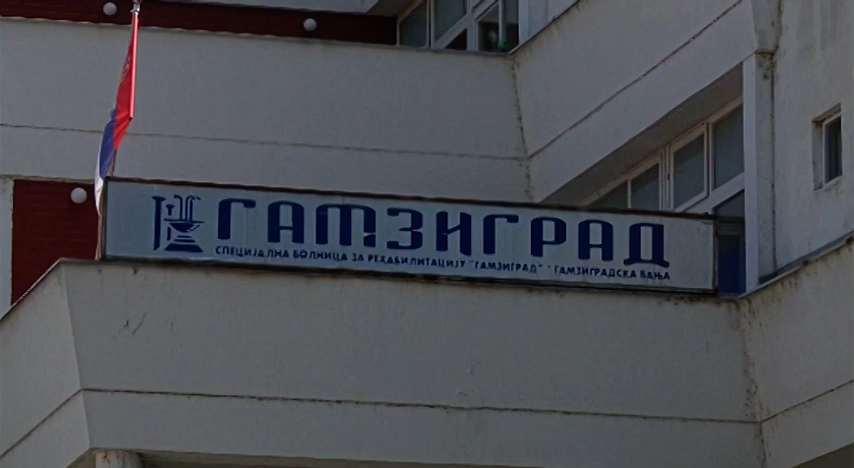 ГАМЗИГРАД
СПЕЦИЈАЛНА БОЛНИЦА ЗА РЕХАБИЛИТАЦИЈУ "ГАМЗИГРАД" - ГАМЗИГРАДСКА БАЊА